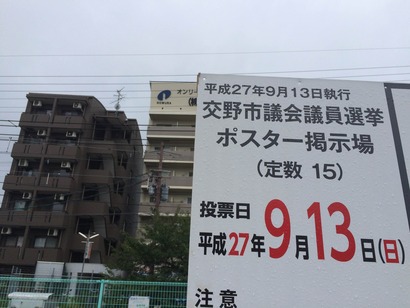 平成27年9月13日執行
交野市議会議員選挙
ポスター掲示場
(定数 15)
投票日
平成27年9月13日(日)
注意
オンリー